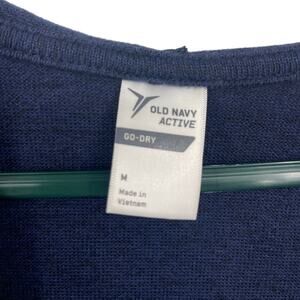 OLD NAVY
ACTIVE
GO-DRY
M
Made in
Vietnam